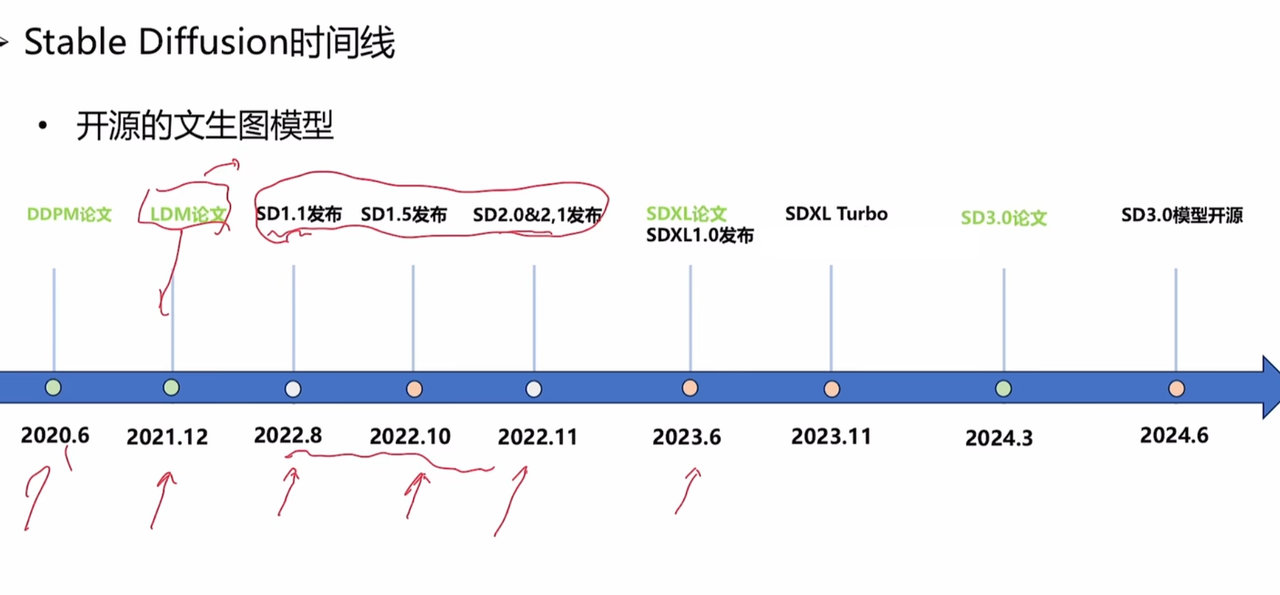 Stable Diffusion时间线
• 开源的文生图模型
DDPM论文
LDM论文
SD1.1发布
SD1.5发布
SD2.0&2,1发布
SDXL论文
SDXL1.0发布
SDXL Turbo
SD3.0论文
SD3.0模型开源
2020.6
2021.12
2022.8
2022.10
2022.11
2023.6
2023.11
2024.3
2024.6